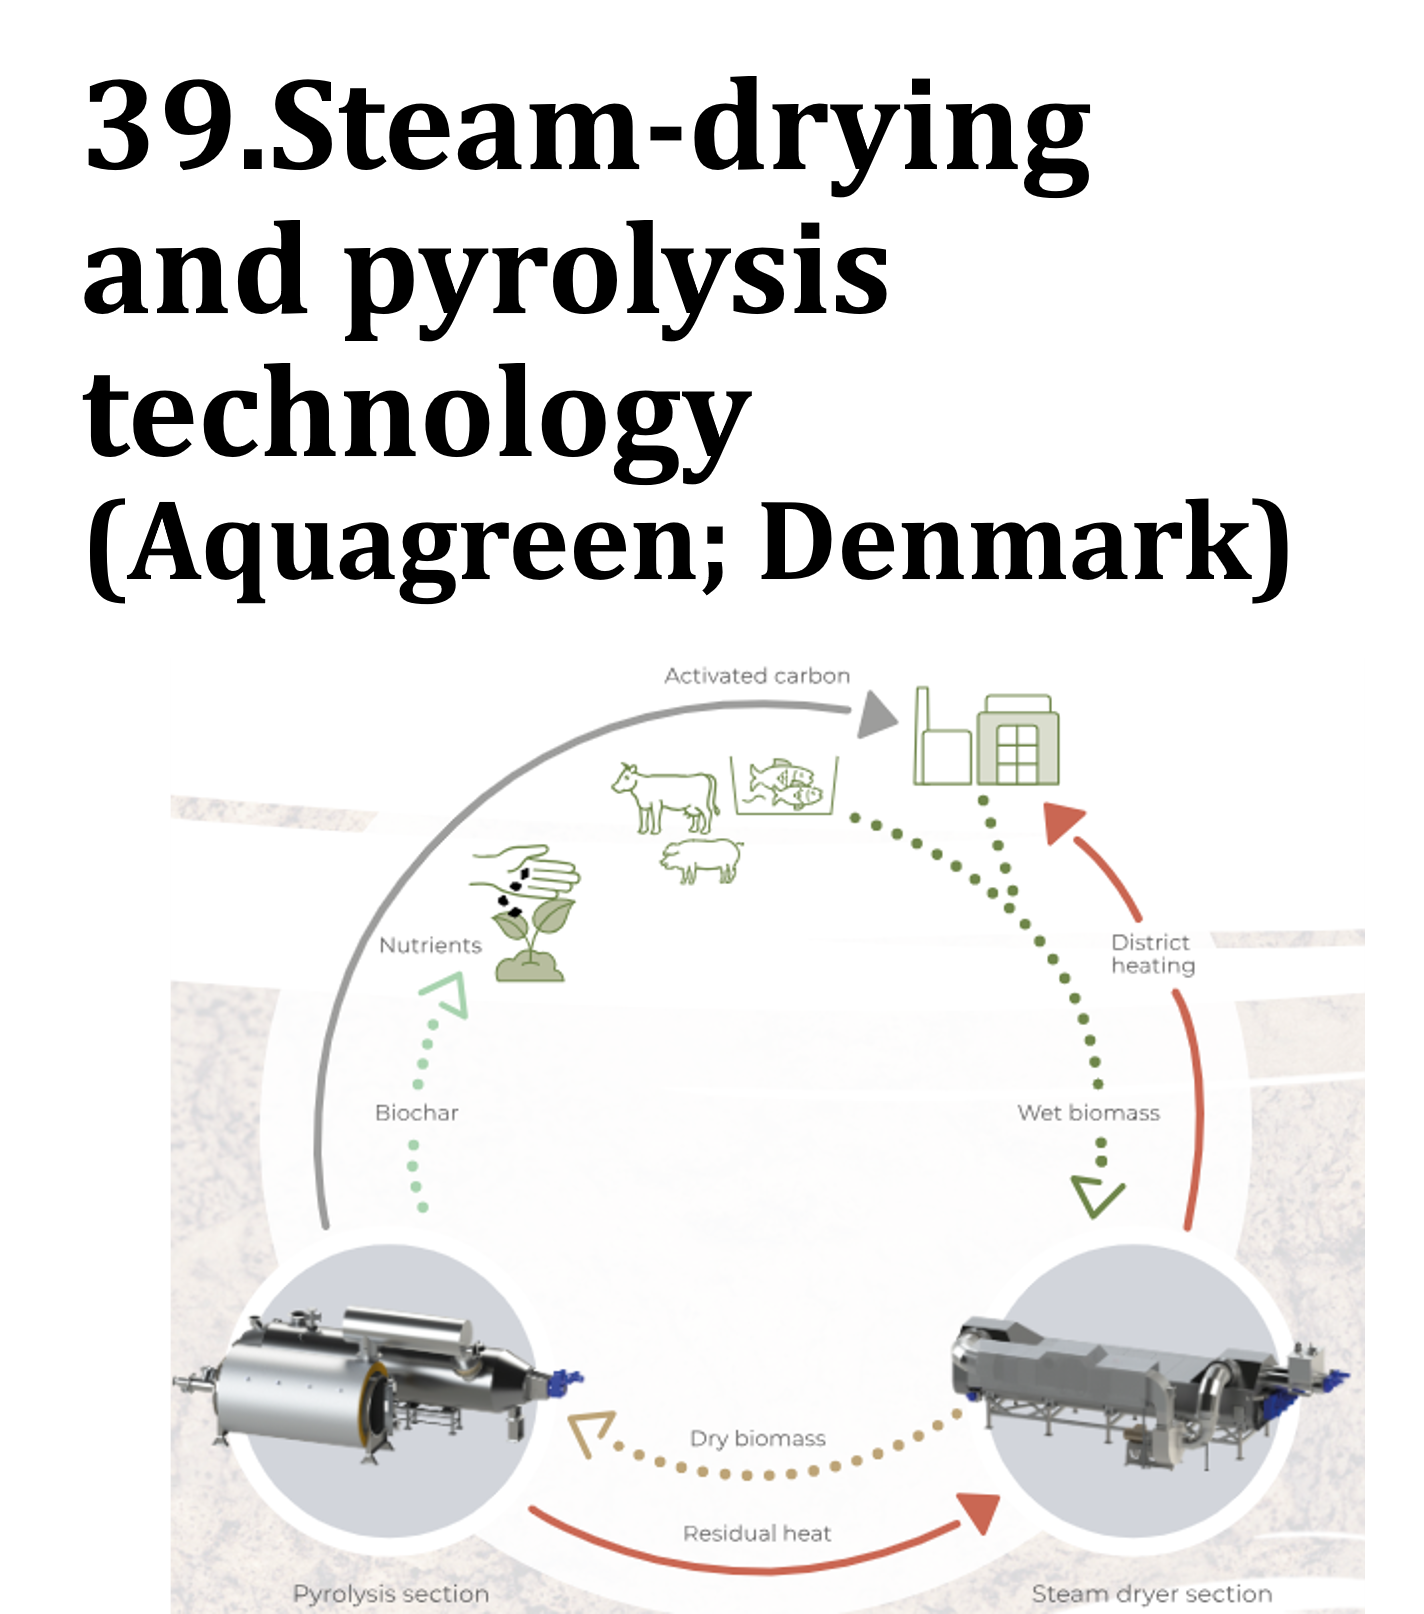 39.Steam-drying
and pyrolysis
technology
(Aquagreen; Denmark)
Activated carbon
Nutrients
District
heating
Biochar
Wet biomass
Dry biomass
Residual heat
Pyrolysis section
Steam dryer section